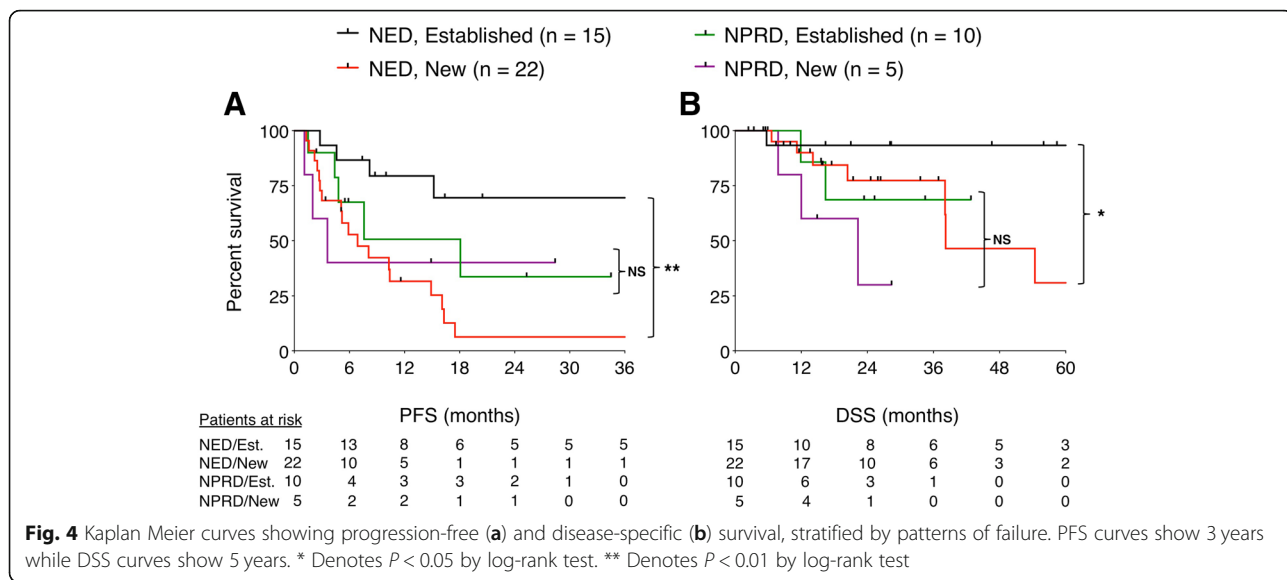 NED, Established (n = 15)
NPRD, Established (n = 10)
NED, New (n = 22)
NPRD, New (n = 5)
A
B
Percent survival
100
75
50
25
0
0 6 12 18 24 30 36
NS
**
100
75
50
25
0
0 12 24 36 48 60
NS
*
Patients at risk
PFS (months)
DSS (months)
NED/Est. 15 13 8 6 5 5 5 15 10 8 6 5 3
NED/New 22 10 5 1 1 1 1 22 17 10 6 3 2
NPRD/Est. 10 4 3 3 2 1 0 10 6 3 1 0 0
NPRD/New 5 2 2 1 1 0 0 5 4 1 0 0 0
Fig. 4 Kaplan Meier curves showing progression-free (a) and disease-specific (b) survival, stratified by patterns of failure. PFS curves show 3 years
while DSS curves show 5 years. * Denotes P < 0.05 by log-rank test. ** Denotes P < 0.01 by log-rank test